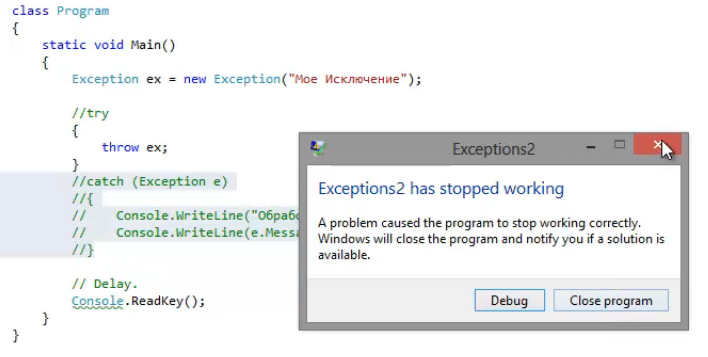 class Program
{
static void Main()
{
Exception ex = new Exception("Мое Исключение");
//try
{
throw ex;
}
//catch (Exception e)
//{
// Console.WriteLine("Обрабо
// Console.WriteLine(e.Messa
//}
// Delay.
Console.ReadKey();
}
}
Exceptions2
Exceptions2 has stopped working
A problem caused the program to stop working correctly.
Windows will close the program and notify you if a solution is
available.
Debug
Close program